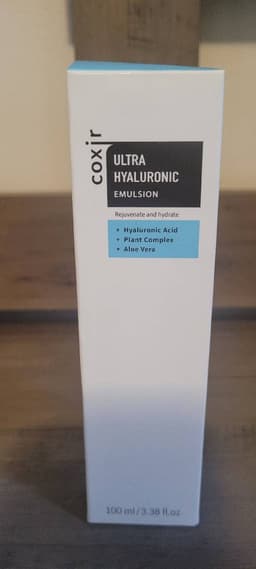 coxir
ULTRA
HYALURONIC
EMULSION
Rejuvenate and hydrate
• Hyaluronic Acid
• Plant Complex
• Aloe Vera
100 ml / 3.38 fl.oz